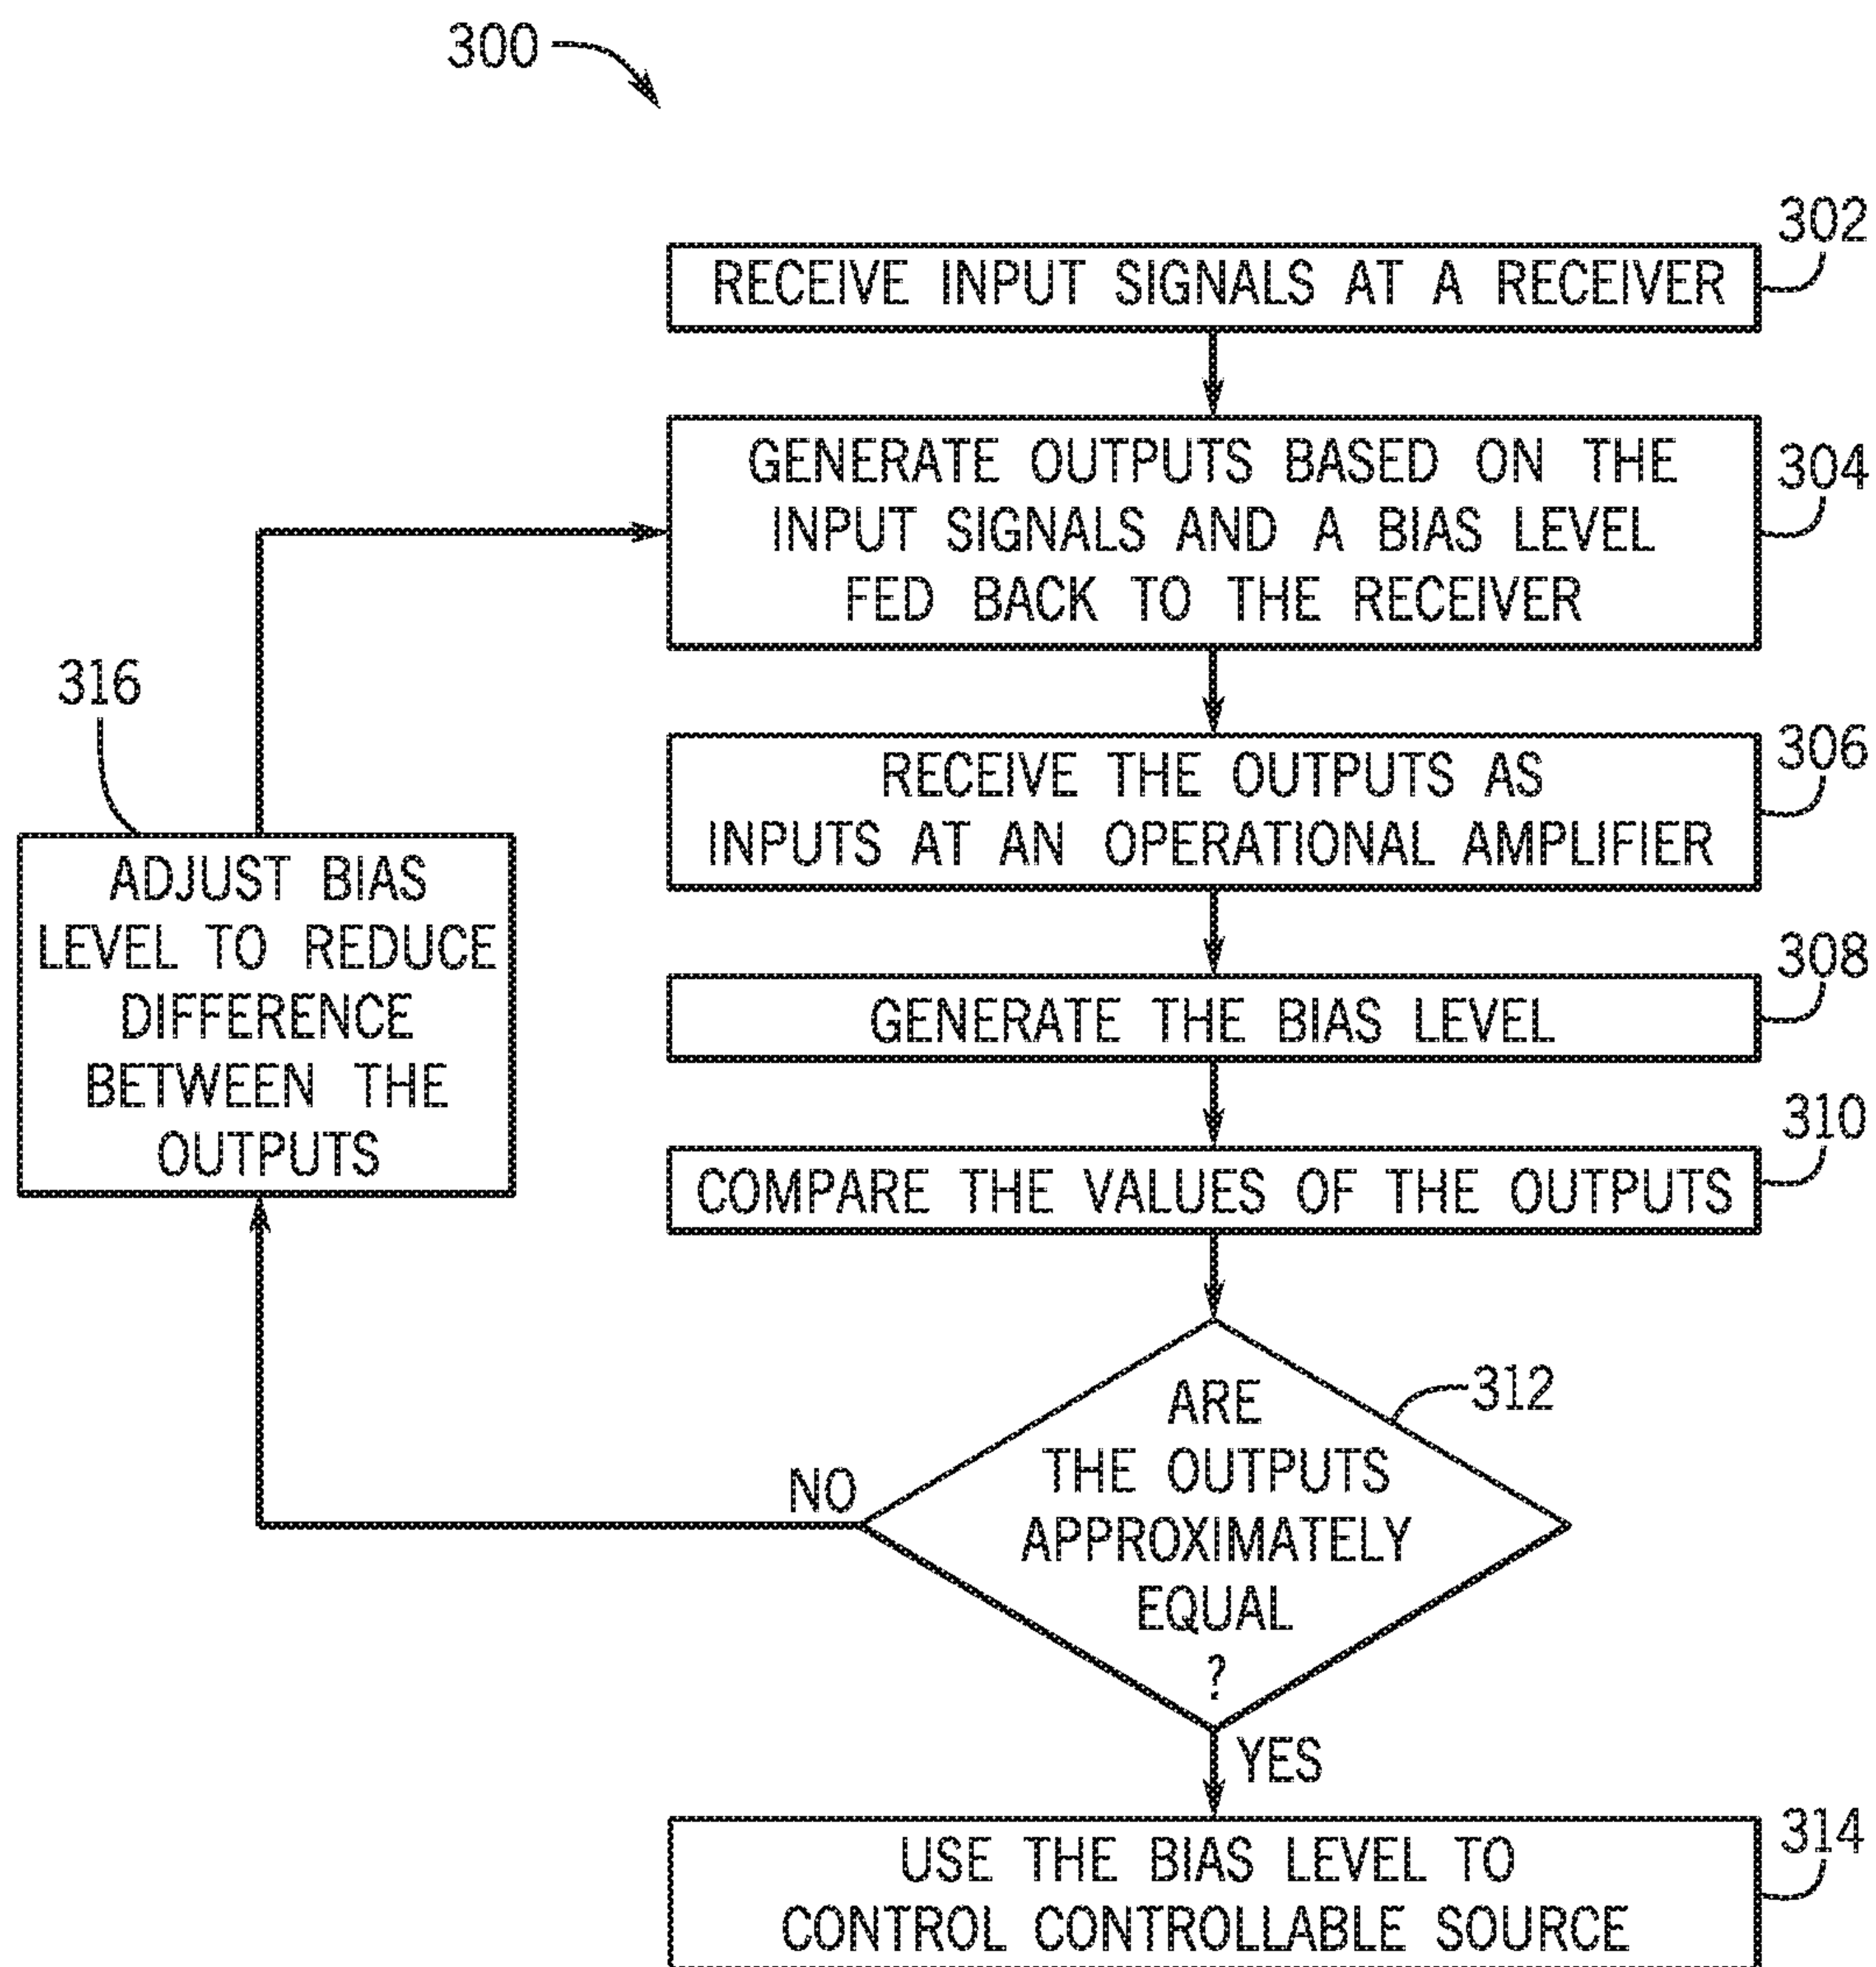 300
302
RECEIVE INPUT SIGNALS AT A RECEIVER
304
GENERATE OUTPUTS BASED ON THE
INPUT SIGNALS AND A BIAS LEVEL
FED BACK TO THE RECEIVER
306
RECEIVE THE OUTPUTS AS
INPUTS AT AN OPERATIONAL AMPLIFIER
308
GENERATE THE BIAS LEVEL
310
COMPARE THE VALUES OF THE OUTPUTS
312
ARE
THE OUTPUTS
APPROXIMATELY
EQUAL
?
NO
316
ADJUST BIAS
LEVEL TO REDUCE
DIFFERENCE
BETWEEN THE
OUTPUTS
YES
314
USE THE BIAS LEVEL TO
CONTROL CONTROLLABLE SOURCE